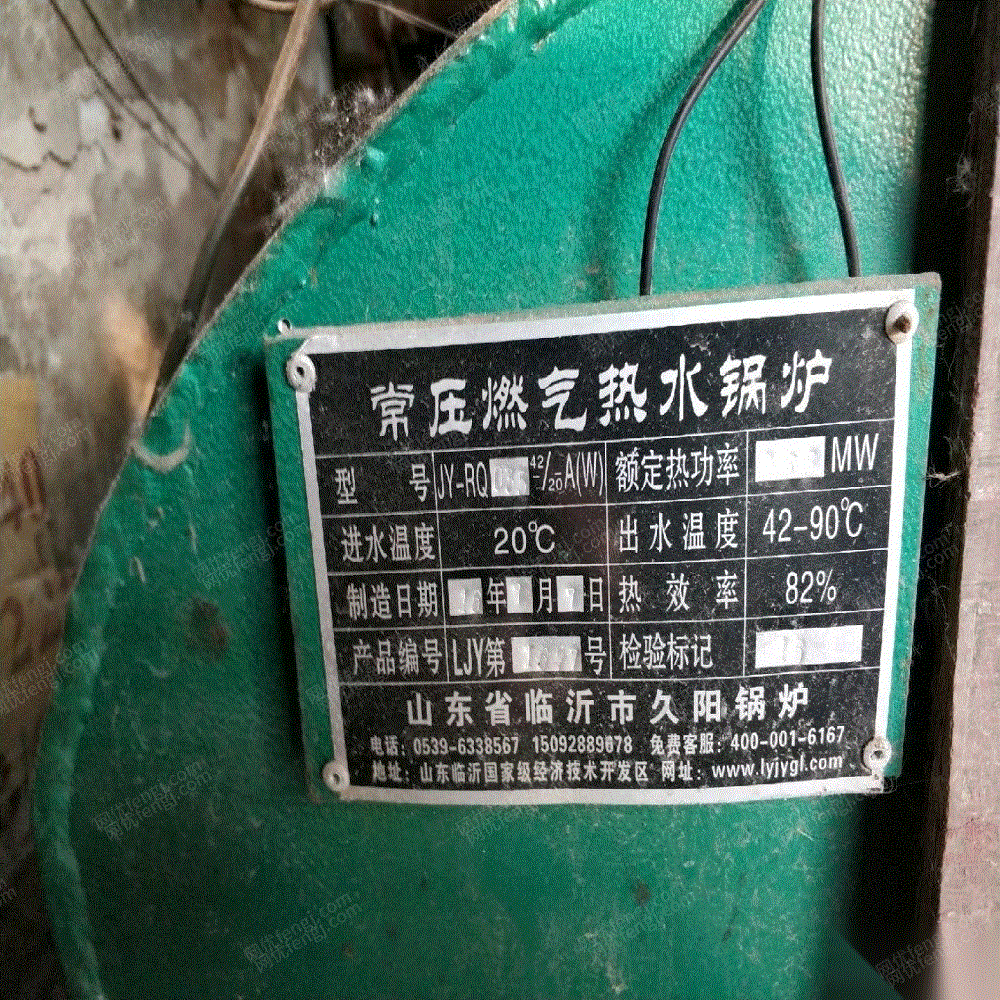 常压燃气热水锅炉
型 号 JY-RQ 42/20A(W) 额定热功率 MW
进水温度 20℃ 出水温度 42-90℃
制造日期 年 月 日 热效率 82%
产品编号 LJY第 号 检验标记
山东省临沂市久阳锅炉
电话：0539-6338567 15092889678 免费客服：400-001-6167
地址：山东临沂国家级经济技术开发区 网址：www.lyjygl.com